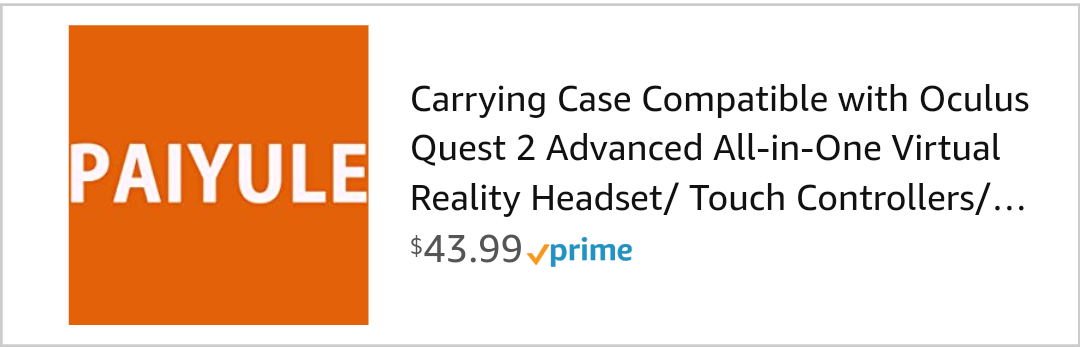 PAIYULE
Carrying Case Compatible with Oculus
Quest 2 Advanced All-in-One Virtual
Reality Headset/ Touch Controllers/...
$43.99 prime